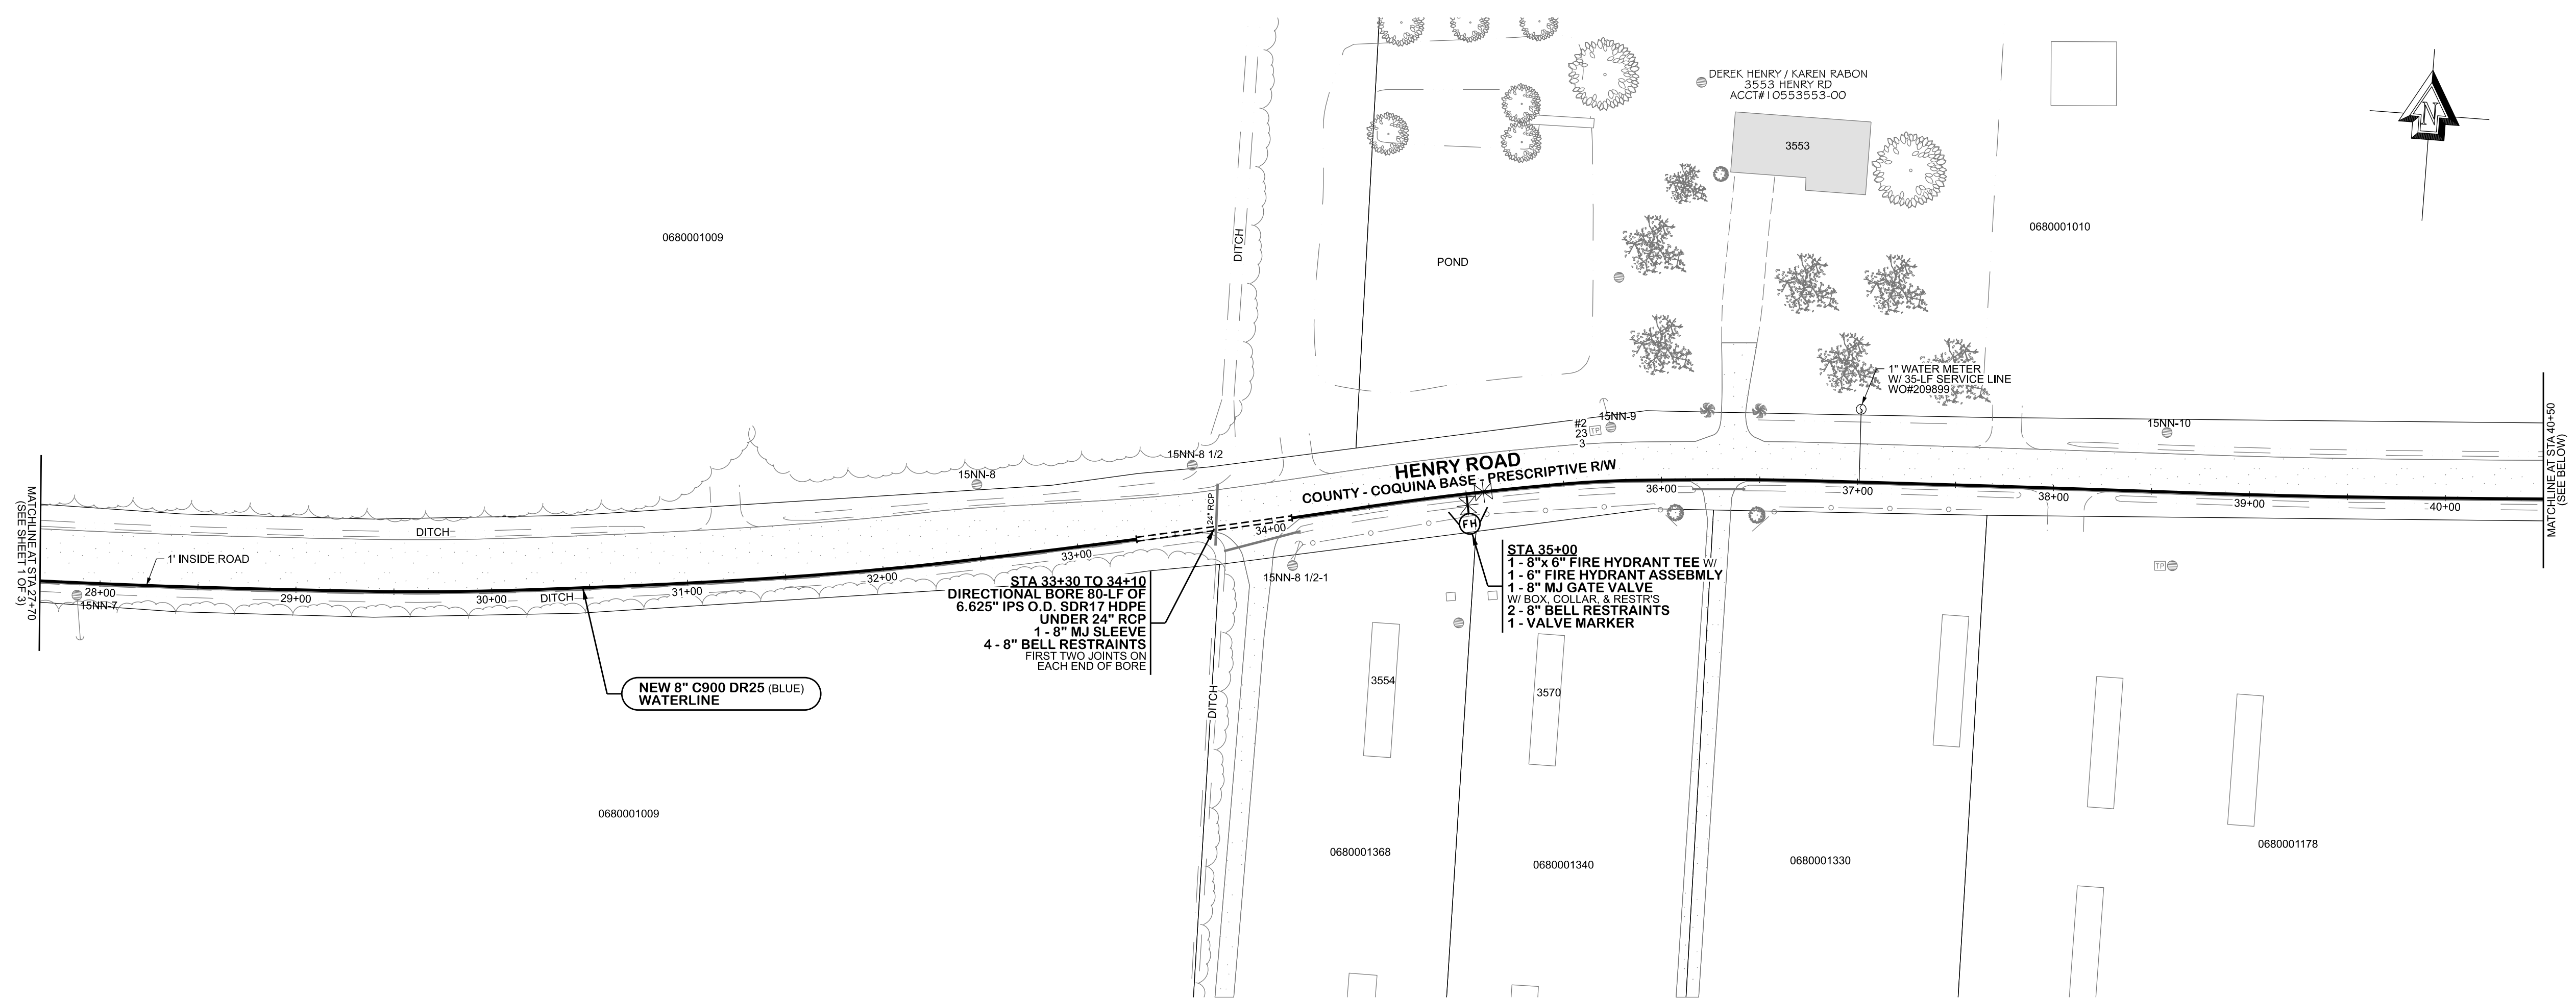 DEREK HENRY / KAREN RABON
3553 HENRY RD
ACCT#10553553-00
N
3553
0680001009
DITCH
POND
0680001010
1" WATER METER
W/ 35-LF SERVICE LINE
WO#209899
MATCHLINE AT STA 27+70
(SEE SHEET 1 OF 3)
MATCHLINE AT STA 40+50
(SEE BELOW)
#2
23
3
TP
15NN-9
15NN-10
15NN-8 1/2
15NN-8
HENRY ROAD
COUNTY - COQUINA BASE - PRESCRIPTIVE R/W
24" RCP
DITCH
1' INSIDE ROAD
28+00
29+00
30+00
31+00
32+00
33+00
34+00
36+00
37+00
38+00
39+00
40+00
DITCH
15NN-7
FH
15NN-8 1/2-1
STA 33+30 TO 34+10
DIRECTIONAL BORE 80-LF OF
6.625" IPS O.D. SDR17 HDPE
UNDER 24" RCP
1 - 8" MJ SLEEVE
4 - 8" BELL RESTRAINTS
FIRST TWO JOINTS ON
EACH END OF BORE
STA 35+00
1 - 8"x 6" FIRE HYDRANT TEE W/
1 - 6" FIRE HYDRANT ASSEBMLY
1 - 8" MJ GATE VALVE
W/ BOX, COLLAR, & RESTR'S
2 - 8" BELL RESTRAINTS
1 - VALVE MARKER
TP
NEW 8" C900 DR25 (BLUE)
WATERLINE
DITCH
3554
3570
0680001009
0680001368
0680001340
0680001330
0680001178